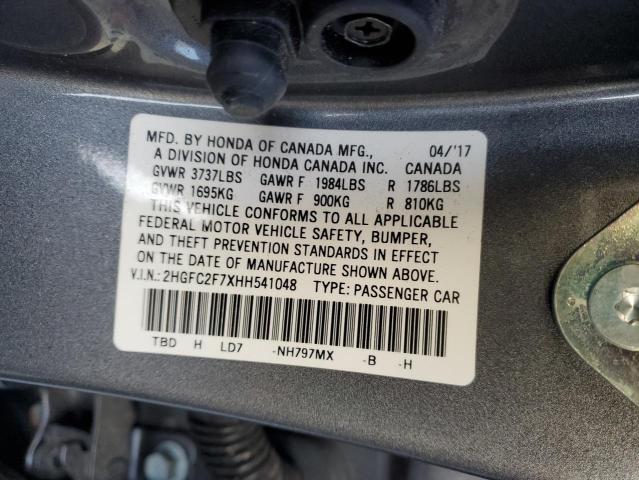 MFD. BY HONDA OF CANADA MFG., 04/'17
A DIVISION OF HONDA CANADA INC. CANADA
GVWR 3737LBS GAWR F 1984LBS R 1786LBS
GVWR 1695KG GAWR F 900KG R 810KG
THIS VEHICLE CONFORMS TO ALL APPLICABLE
FEDERAL MOTOR VEHICLE SAFETY, BUMPER,
AND THEFT PREVENTION STANDARDS IN EFFECT
ON THE DATE OF MANUFACTURE SHOWN ABOVE.
V.I.N.: 2HGFC2F7XHH541048 TYPE: PASSENGER CAR
TBD H LD7 -NH797MX -B -H